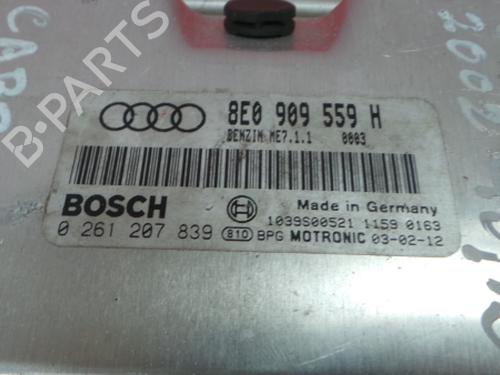 8E0 909 559 H
BENZIN ME7.1.1 0003
BOSCH
Made in Germany
1039S00521 1159 0163
0 261 207 839
810 BPG MOTRONIC 03-02-12